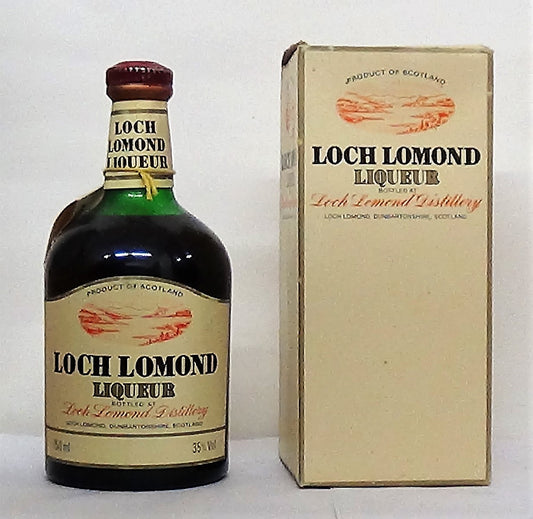 LOCH
LOMOND
LIQUEUR
PRODUCT OF SCOTLAND
LOCH LOMOND
LIQUEUR
BOTTLED AT
Loch Lomond Distillery
LOCH LOMOND, DUNBARTONSHIRE, SCOTLAND
ml 35% Vol
PRODUCT OF SCOTLAND
LOCH LOMOND
LIQUEUR
BOTTLED AT
Loch Lomond Distillery
LOCH LOMOND, DUNBARTONSHIRE, SCOTLAND